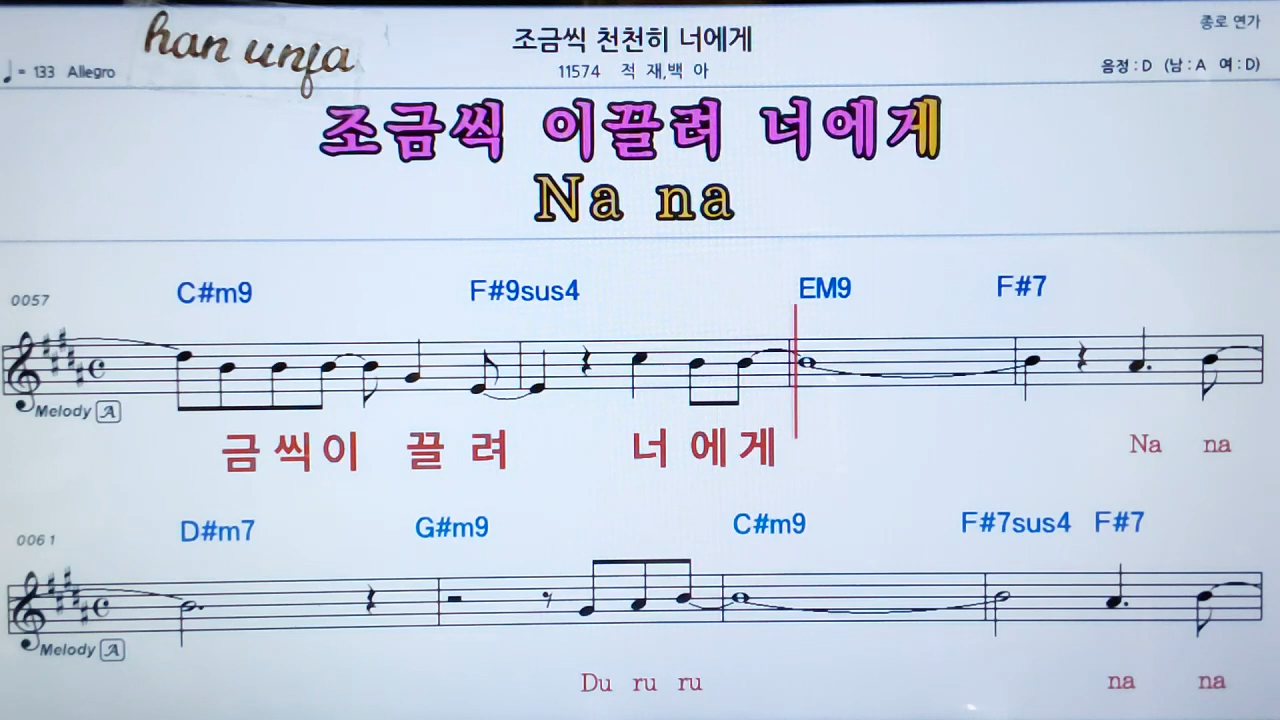 han unja
조금씩 천천히 너에게
종로 연가
♩= 133 Allegro
11574 적 재,백 아
음정 : D (남 : A 여 : D)
조금씩 이끌려 너에게
Na na
0057
C#m9 F#9sus4 EM9 F#7
Melody A
금 씩 이 끌 려 너 에 게 Na na
0061
D#m7 G#m9 C#m9 F#7sus4 F#7
Melody A
Du ru ru na na